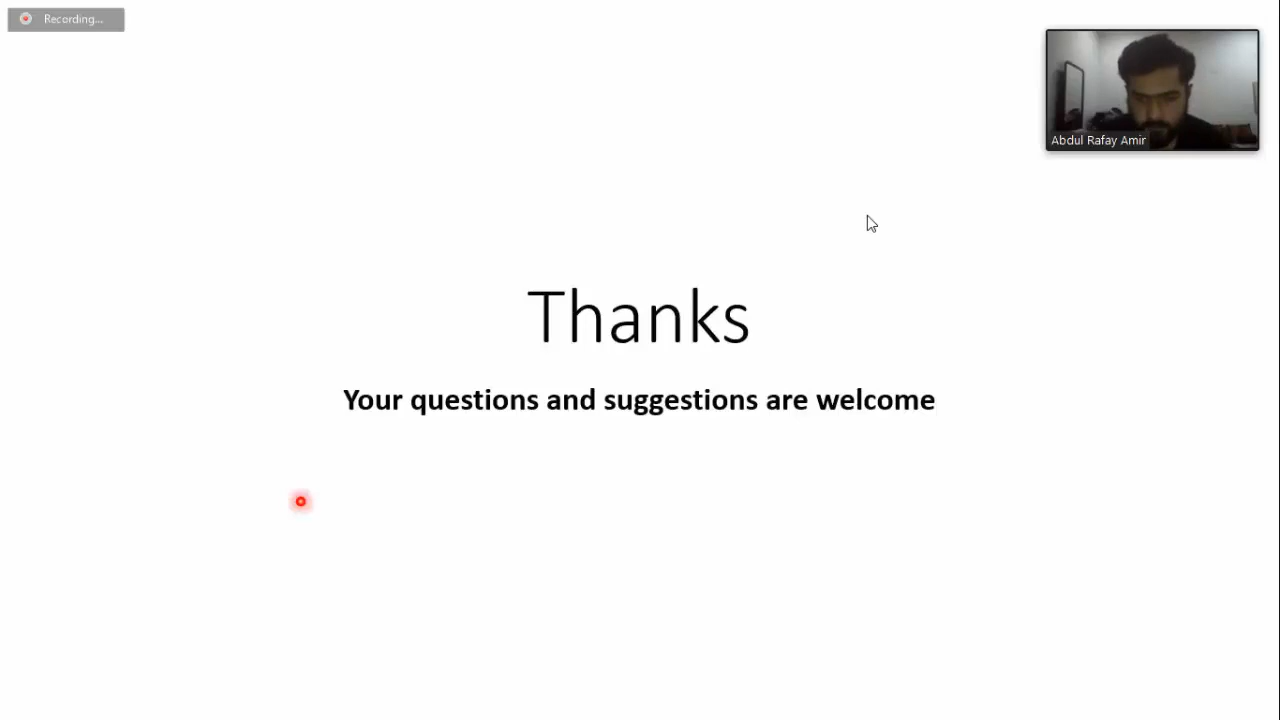 Recording...
Abdul Rafay Amir
Thanks
Your questions and suggestions are welcome